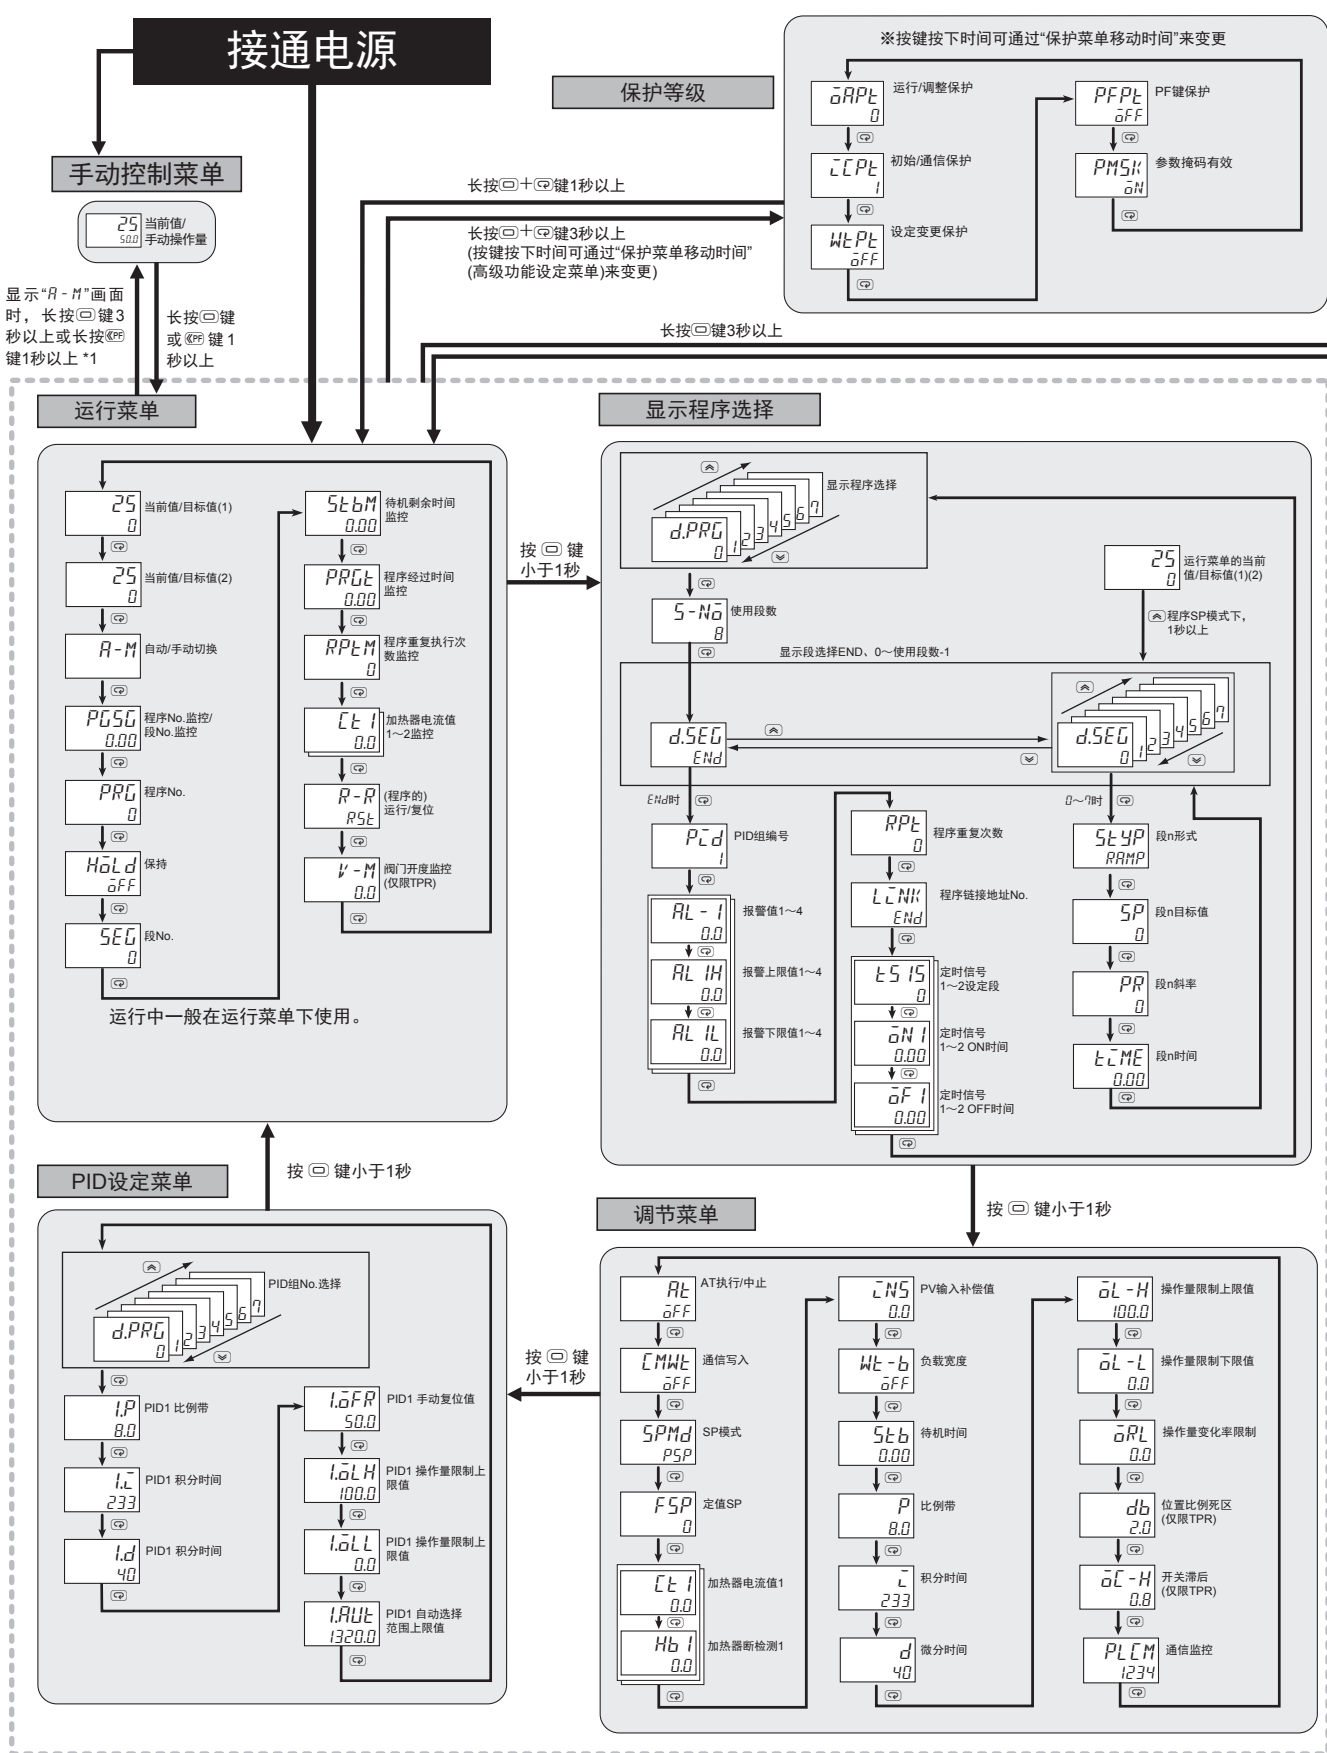 接通电源
※按键按下时间可通过“保护菜单移动时间”来变更
保护等级
oAPt
0
运行/调整保护
iCPt
1
初始/通信保护
WtPt
oFF
设定变更保护
PFPt
oFF
PF键保护
PMSK
oN
参数掩码有效
手动控制菜单
25
50.0
当前值/
手动操作量
长按+键1秒以上
长按+键3秒以上
(按键按下时间可通过“保护菜单移动时间”
(高级功能设定菜单)来变更)
显示“A-M”画面
时，长按键3
秒以上或长按PF
键1秒以上 *1
长按键
或PF键1
秒以上
长按键3秒以上
运行菜单
25
0
当前值/目标值(1)
25
0
当前值/目标值(2)
A-M
自动/手动切换
PGSG
0.00
程序No.监控/
段No.监控
PRG
0
程序No.
HoLd
oFF
保持
SEG
0
段No.
StbM
0.00
待机剩余时间
监控
PRGt
0.00
程序经过时间
监控
RPtM
0
程序重复执行次
数监控
Ct1
0.0
加热器电流值
1～2监控
R-R
RSt
(程序的)
运行/复位
V-M
0.0
阀门开度监控
(仅限TPR)
运行中一般在运行菜单下使用。
按键
小于1秒
显示程序选择
显示程序选择
d.PRG
0
1 2 3 4 5 6 7
S-No
8
使用段数
25
0
运行菜单的当前
值/目标值(1)(2)
程序SP模式下，
1秒以上
显示段选择END、0～使用段数-1
d.SEG
ENd
d.SEG
0
1 2 3 4 5 6 7
ENd时
0～7时
Pid
1
PID组编号
AL-1
0.0
报警值1～4
AL1H
0.0
报警上限值1～4
AL1L
0.0
报警下限值1～4
RPt
0
程序重复次数
LiNK
ENd
程序链接地址No.
tS1S
0
定时信号
1～2设定段
oN1
0.00
定时信号
1～2 ON时间
oF1
0.00
定时信号
1～2 OFF时间
StYP
RAMP
段n形式
SP
0
段n目标值
PR
0
段n斜率
tiME
0.00
段n时间
按键小于1秒
PID设定菜单
PID组No.选择
d.PRG
0
1 2 3 4 5 6 7
1.P
8.0
PID1 比例带
1.i
233
PID1 积分时间
1.d
40
PID1 积分时间
1.oFR
50.0
PID1 手动复位值
1.oLH
100.0
PID1 操作量限制上
限值
1.oLL
0.0
PID1 操作量限制上
限值
1.AUt
1320.0
PID1 自动选择
范围上限值
按键
小于1秒
按键小于1秒
调节菜单
At
oFF
AT执行/中止
CMWt
oFF
通信写入
SPMd
PSP
SP模式
FSP
0
定值SP
Ct1
0.0
加热器电流值1
Hb1
0.0
加热器断检测1
iNS
0.0
PV输入补偿值
Wt-b
oFF
负载宽度
Stb
0.00
待机时间
P
8.0
比例带
i
233
积分时间
d
40
微分时间
oL-H
100.0
操作量限制上限值
oL-L
0.0
操作量限制下限值
oRL
0.0
操作量变化率限制
db
2.0
位置比例死区
(仅限TPR)
oC-H
0.8
开关滞后
(仅限TPR)
PLCM
1234
通信监控